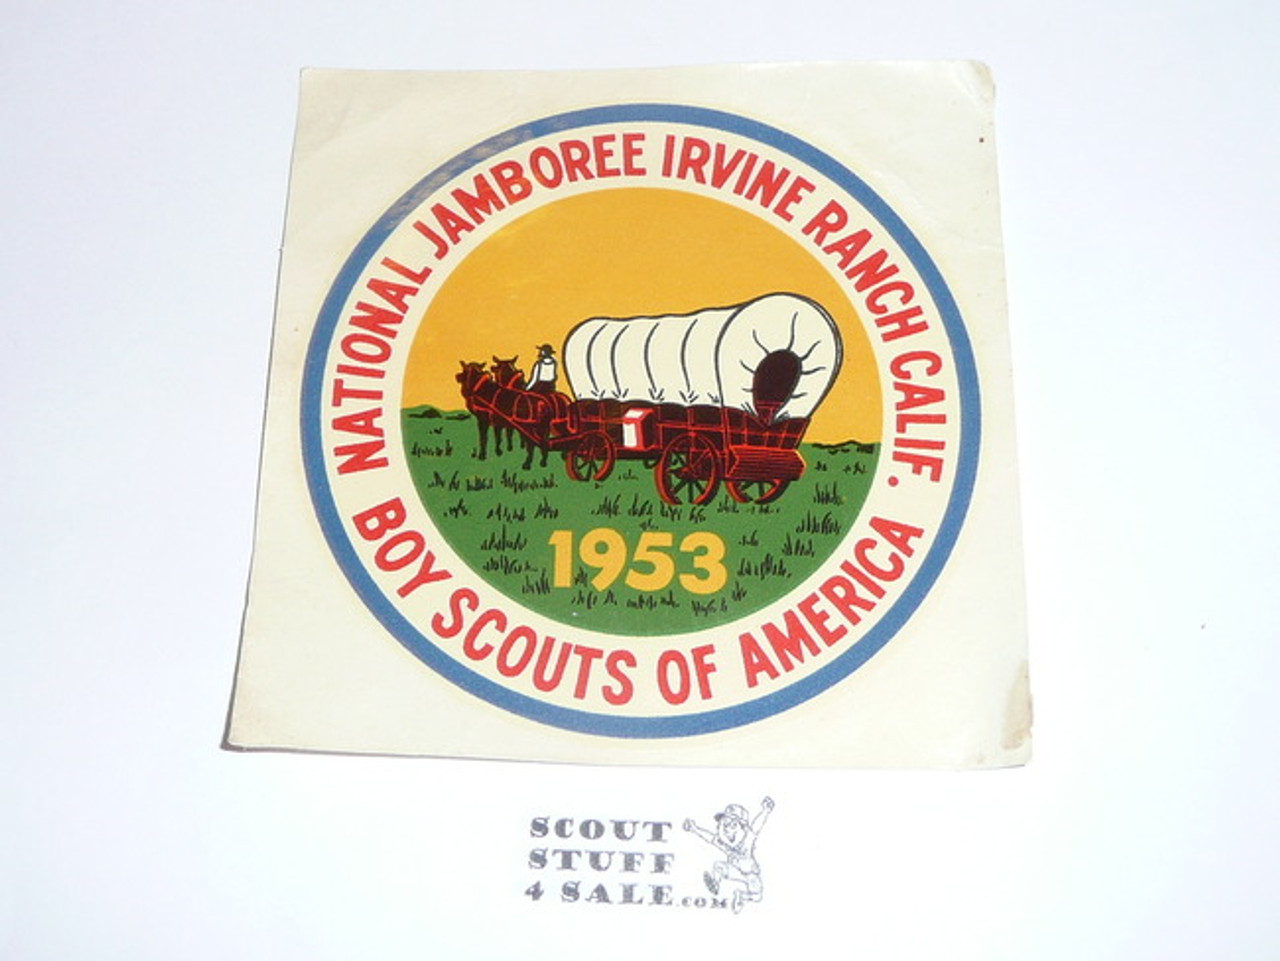 NATIONAL JAMBOREE IRVINE RANCH CALIF.
1953
BOY SCOUTS OF AMERICA
SCOUT
STUFF
4 SALE.COM